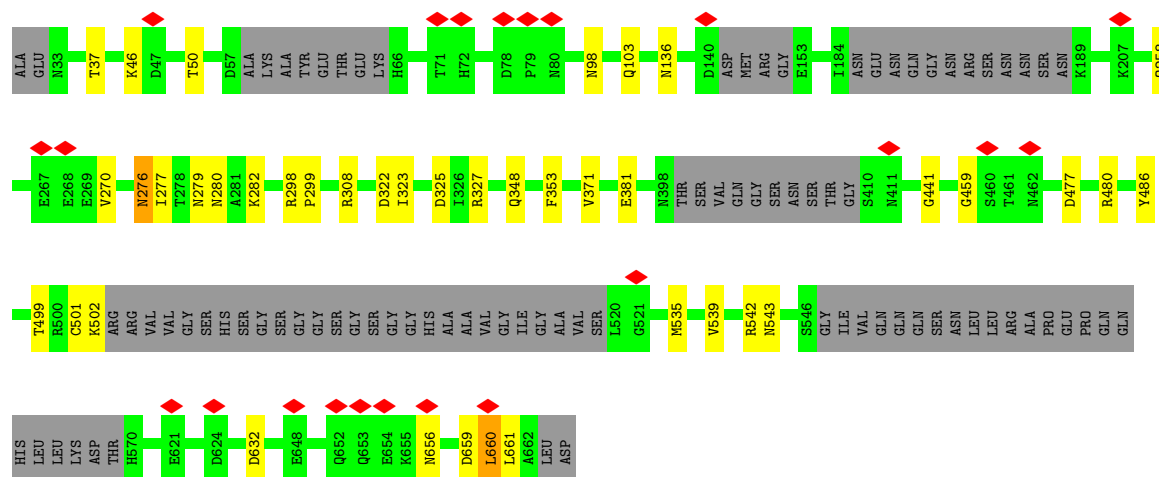 ALA GLU N33 T37 K46 D47 T50 D57 ALA LYS ALA TYR GLU THR GLU LYS H66 T71 H72 D78 P79 N80 N98 Q103 N136 D140 ASP MET ARG GLY E153 I184 ASN GLU ASN GLN GLY ASN ARG SER ASN ASN SER ASN K189 K207
E267 E268 E269 V270 N276 I277 T278 N279 N280 A281 K282 R298 P299 R308 D322 I323 D325 I326 R327 Q348 F353 V371 E381 N398 THR SER VAL GLN GLY SER ASN SER THR GLY S410 N411 G441 G459 S460 T461 N462 D477 R480 Y486
T499 R500 C501 K502 ARG ARG VAL VAL GLY SER HIS SER GLY SER GLY GLY SER GLY SER GLY GLY HIS ALA ALA VAL GLY ILE GLY ALA VAL SER L520 G521 M535 V539 R542 N543 S546 GLY ILE VAL GLN GLN GLN SER ASN LEU LEU ARG ALA PRO GLU PRO GLN GLN
HIS LEU LEU LYS ASP THR H570 E621 D624 D632 E648 Q652 Q653 E654 K655 N656 D659 L660 L661 A662 LEU ASP